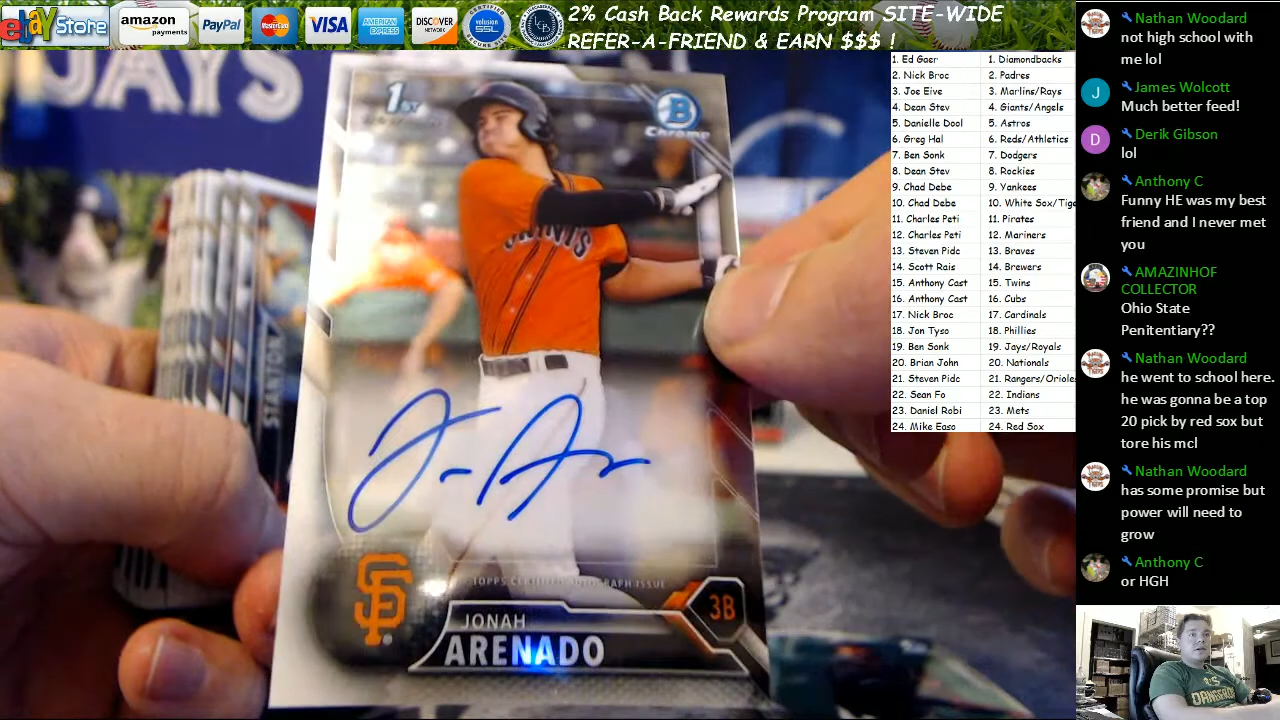 ebay Store
amazon payments
PayPal
MasterCard
VISA
AMERICAN EXPRESS
DISCOVER NETWORK
volusion SSL
2% Cash Back Rewards Program SITE-WIDE
REFER-A-FRIEND & EARN $$$ !
JAYS
1ST
B
Chrome
GIANTS
STANTON
TOPPS CERTIFIED AUTOGRAPH ISSUE
SF
3B
JONAH
ARENADO
1. Ed Gaer 1. Diamondbacks
2. Nick Broc 2. Padres
3. Joe Eive 3. Marlins/Rays
4. Dean Stev 4. Giants/Angels
5. Danielle Dool 5. Astros
6. Greg Hal 6. Reds/Athletics
7. Ben Sonk 7. Dodgers
8. Dean Stev 8. Rockies
9. Chad Debe 9. Yankees
10. Chad Debe 10. White Sox/Tige
11. Charles Peti 11. Pirates
12. Charles Peti 12. Mariners
13. Steven Pidc 13. Braves
14. Scott Rais 14. Brewers
15. Anthony Cast 15. Twins
16. Anthony Cast 16. Cubs
17. Nick Broc 17. Cardinals
18. Jon Tyso 18. Phillies
19. Ben Sonk 19. Jays/Royals
20. Brian John 20. Nationals
21. Steven Pidc 21. Rangers/Oriole
22. Sean Fo 22. Indians
23. Daniel Robi 23. Mets
24. Mike Easo 24. Red Sox
Nathan Woodard
not high school with
me lol
J
James Wolcott
Much better feed!
D
Derik Gibson
lol
Anthony C
Funny HE was my best
friend and I never met
you
AMAZINHOF
COLLECTOR
Ohio State
Penitentiary??
Nathan Woodard
he went to school here.
he was gonna be a top
20 pick by red sox but
tore his mcl
Nathan Woodard
has some promise but
power will need to
grow
Anthony C
or HGH